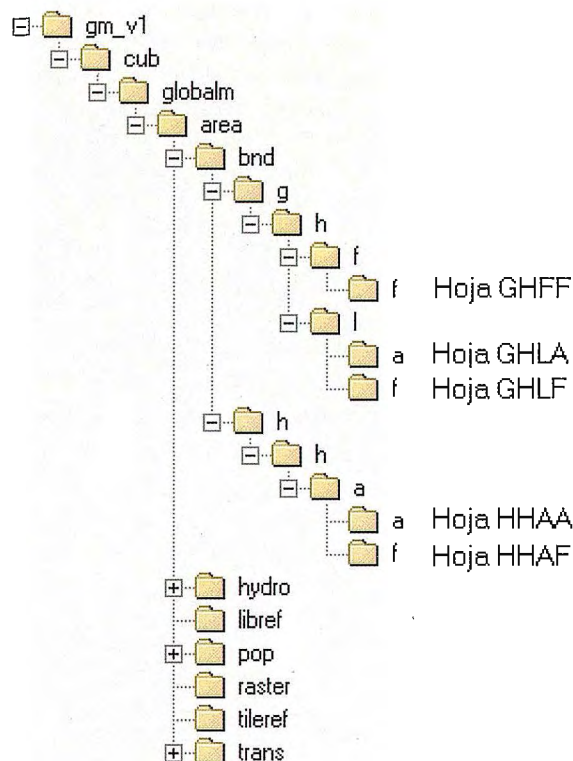 gm_v1
cub
globalm
area
bnd
g
h
f
f Hoja GHFF
l
a Hoja GHLA
f Hoja GHLF
h
h
a
a Hoja HHAA
f Hoja HHAF
hydro
libref
pop
raster
tileref
trans